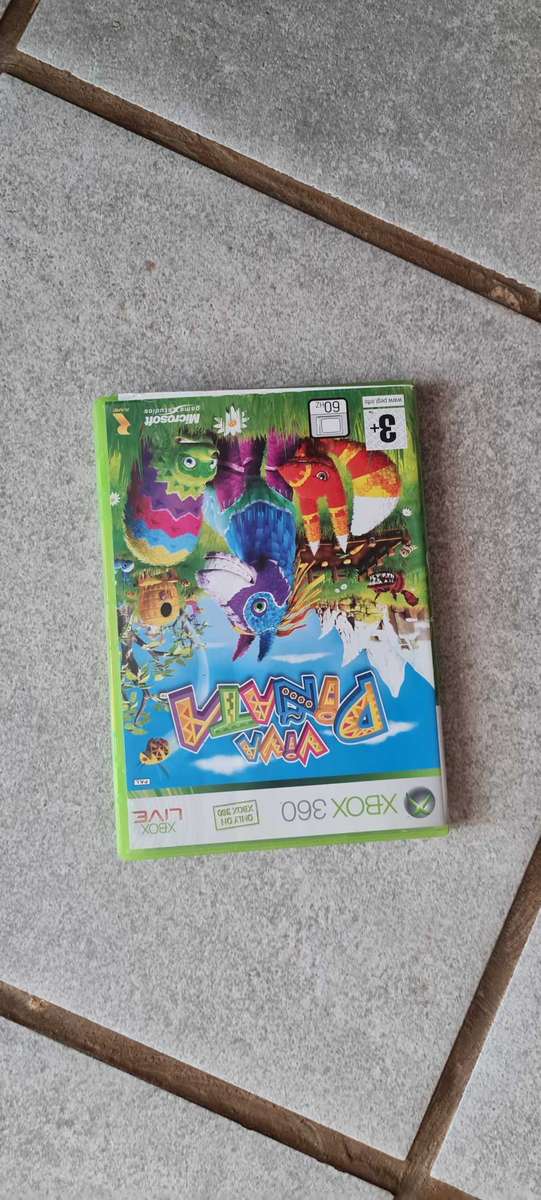 XBOX 360
ONLY ON
XBOX 360
XBOX
LIVE
PAL
VIVA
PIÑATA
3+
www.pegi.info
60HZ
Microsoft
game studios